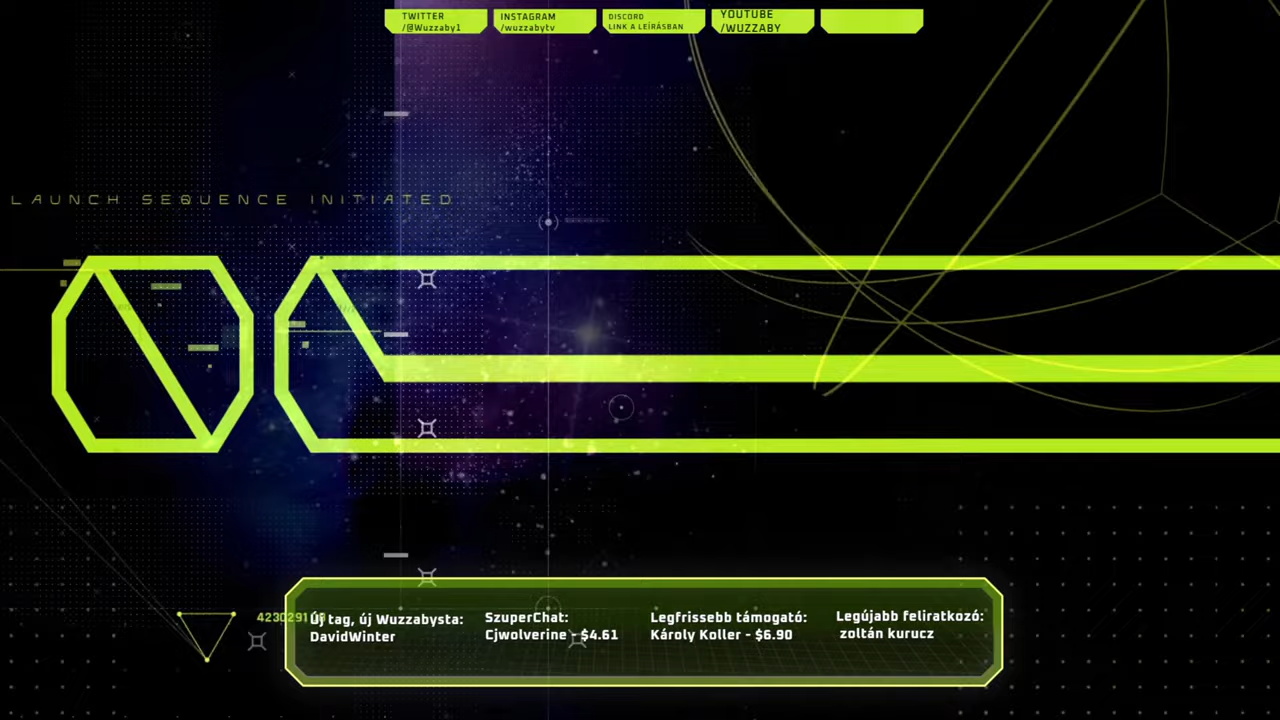 TWITTER
/@Wuzzaby1
INSTAGRAM
/wuzzabytv
DISCORD
LINK A LEÍRÁSBAN
YOUTUBE
/WUZZABY
LAUNCH SEQUENCE INITIATED
Új tag, új Wuzzabysta:
DavidWinter
SzuperChat:
Cjwolverine - $4.61
Legfrissebb támogató:
Károly Koller - $6.90
Legújabb feliratkozó:
zoltán kurucz